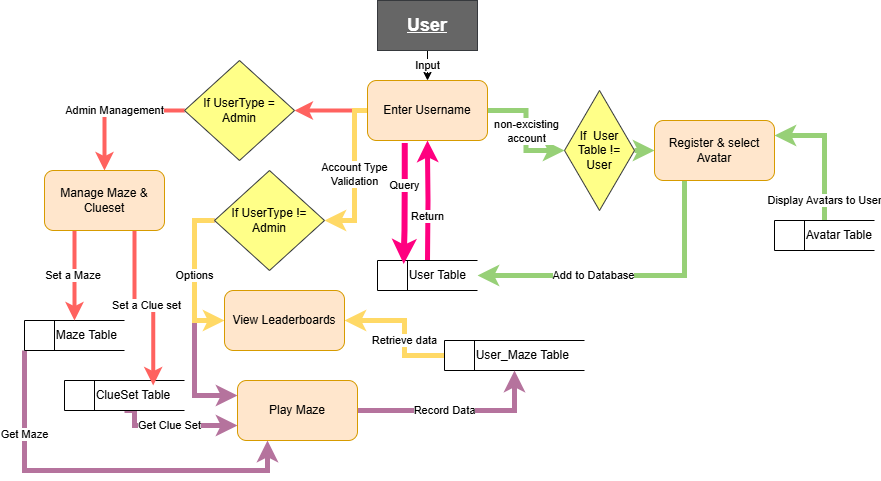 User
Input
If UserType =
Admin
Admin Management
Enter Username
non-excisting
account
If  User
Table !=
User
Register & select
Avatar
Account Type
Validation
Manage Maze &
Clueset
Query
If UserType !=
Admin
Return
Display Avatars to User
Avatar Table
Options
Set a Maze
User Table
Add to Database
Set a Clue set
View Leaderboards
Maze Table
Retrieve data
User_Maze Table
ClueSet Table
Play Maze
Record Data
Get Clue Set
Get Maze